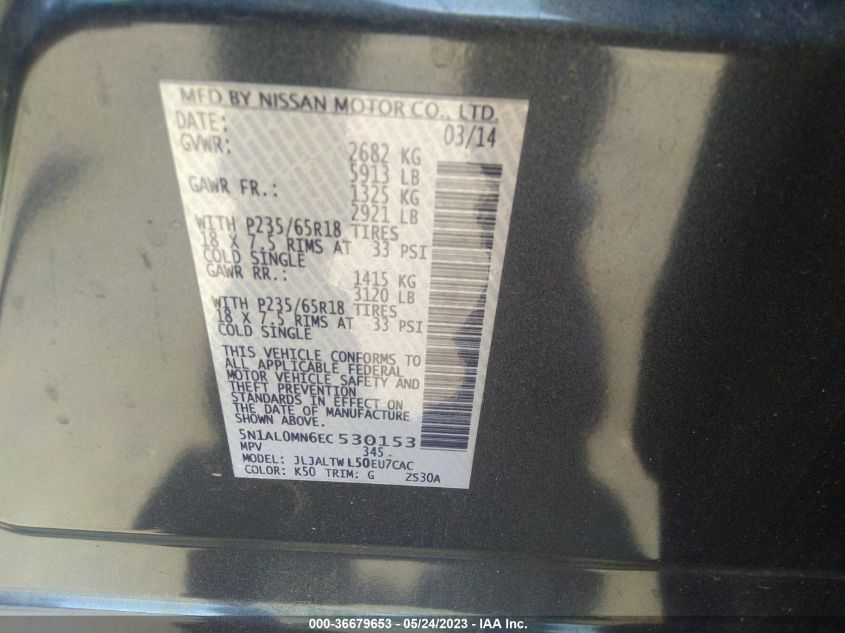 MFD BY NISSAN MOTOR CO., LTD.
DATE: 03/14
GVWR: 2682 KG
5913 LB
GAWR FR.: 1325 KG
2921 LB
WITH P235/65R18 TIRES
18 X 7.5 RIMS AT 33 PSI
COLD SINGLE
GAWR RR.: 1415 KG
3120 LB
WITH P235/65R18 TIRES
18 X 7.5 RIMS AT 33 PSI
COLD SINGLE
THIS VEHICLE CONFORMS TO
ALL APPLICABLE FEDERAL
MOTOR VEHICLE SAFETY AND
THEFT PREVENTION
STANDARDS IN EFFECT ON
THE DATE OF MANUFACTURE
SHOWN ABOVE.
5N1AL0MN6EC 530153
MPV 345
MODEL: JLJALTWL50EU7CAC
COLOR: K50 TRIM: G ZS30A
000-36679653 - 05/24/2023 - IAA Inc.